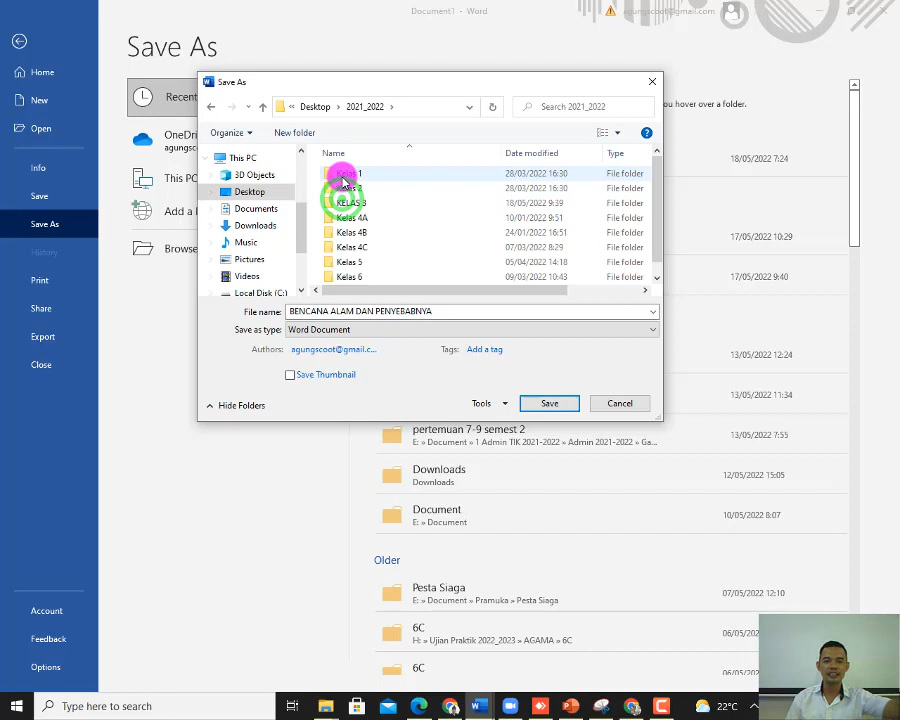 Document1 - Word
agungscoot@gmail.com
Save As
Home
New
Open
Info
Save
Save As
History
Print
Share
Export
Close
Account
Feedback
Options
Recent
OneDri
agungsc
This PC
Add a l
Browse
Save As
« Desktop › 2021_2022 ›
Search 2021_2022
Organize
New folder
This PC
3D Objects
Desktop
Documents
Downloads
Music
Pictures
Videos
Local Disk (C:)
Name Date modified Type
Kelas 1 28/03/2022 16:30 File folder
Kelas 2 28/03/2022 16:30 File folder
KELAS 3 18/05/2022 9:39 File folder
Kelas 4A 10/01/2022 9:51 File folder
Kelas 4B 24/01/2022 16:51 File folder
Kelas 4C 07/03/2022 8:29 File folder
Kelas 5 05/04/2022 14:18 File folder
Kelas 6 09/03/2022 10:43 File folder
File name: BENCANA ALAM DAN PENYEBABNYA
Save as type: Word Document
Authors: agungscoot@gmail.c...
Tags: Add a tag
Save Thumbnail
Hide Folders
Tools
Save
Cancel
ou hover over a folder.
18/05/2022 7:24
17/05/2022 10:29
17/05/2022 9:40
13/05/2022 12:24
13/05/2022 11:34
pertemuan 7-9 semest 2
E: » Document » 1 Admin TIK 2021-2022 » Admin 2021-2022 » Ga...
13/05/2022 7:55
Downloads
Downloads
12/05/2022 15:05
Document
E: » Document
10/05/2022 8:07
Older
Pesta Siaga
E: » Document » Pramuka » Pesta Siaga
07/05/2022 12:10
6C
H: » Ujian Praktik 2022_2023 » AGAMA » 6C
06/05/2022
6C
Type here to search
22°C